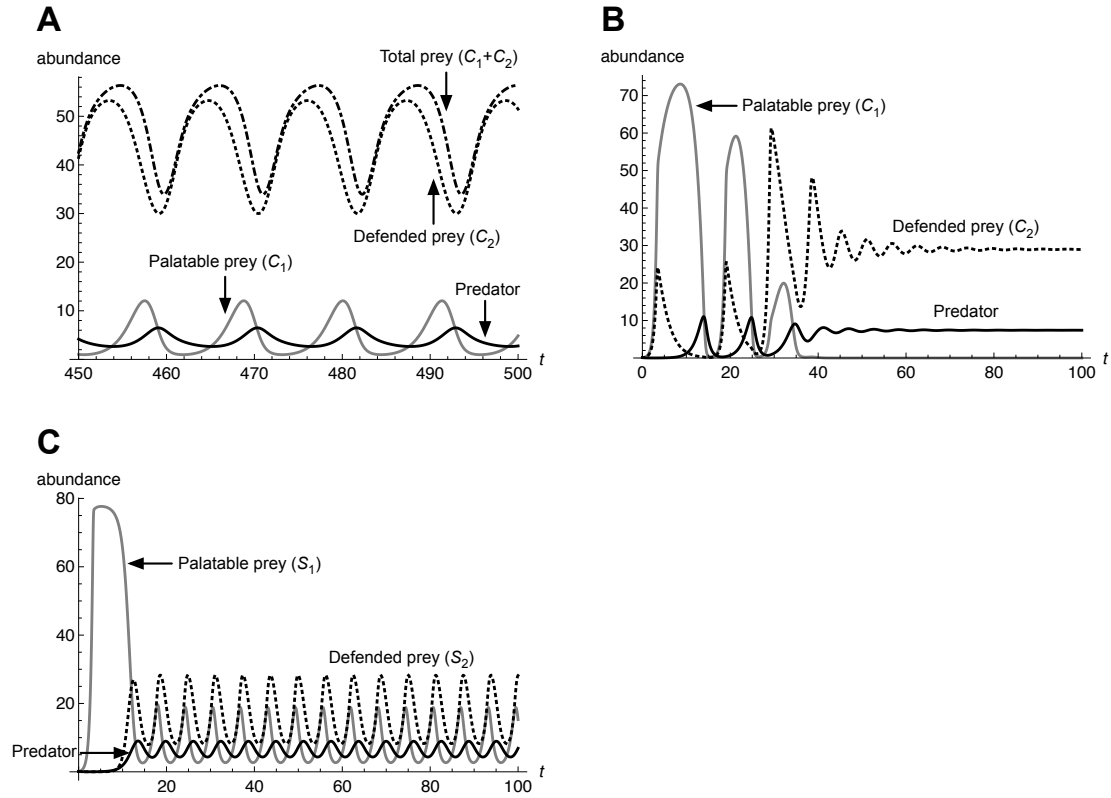 A
abundance
Total prey (C1+C2)
50
40
30
20
10
Defended prey (C2)
Palatable prey (C1)
Predator
450 460 470 480 490 500 t
B
abundance
70
60
50
40
30
20
10
Palatable prey (C1)
Defended prey (C2)
Predator
0 20 40 60 80 100 t
C
abundance
80
60
40
20
Palatable prey (S1)
Defended prey (S2)
Predator
20 40 60 80 100 t